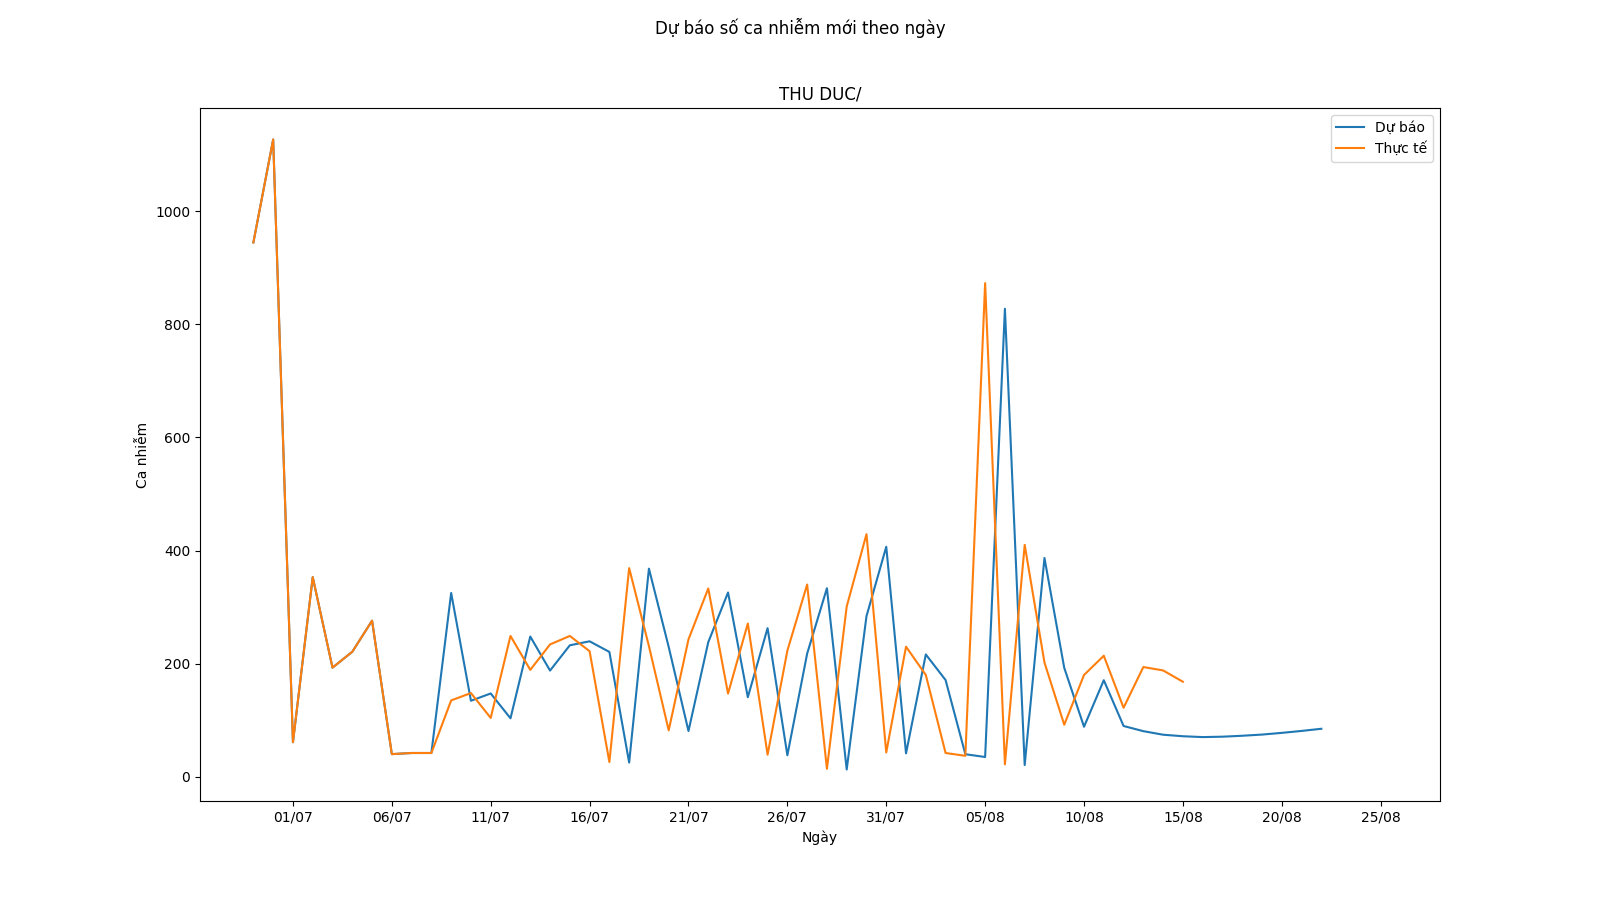 Dự báo số ca nhiễm mới theo ngày
THU DUC/
Dự báo
Thực tế
1000
800
600
400
200
0
Ca nhiễm
01/07 06/07 11/07 16/07 21/07 26/07 31/07 05/08 10/08 15/08 20/08 25/08
Ngày